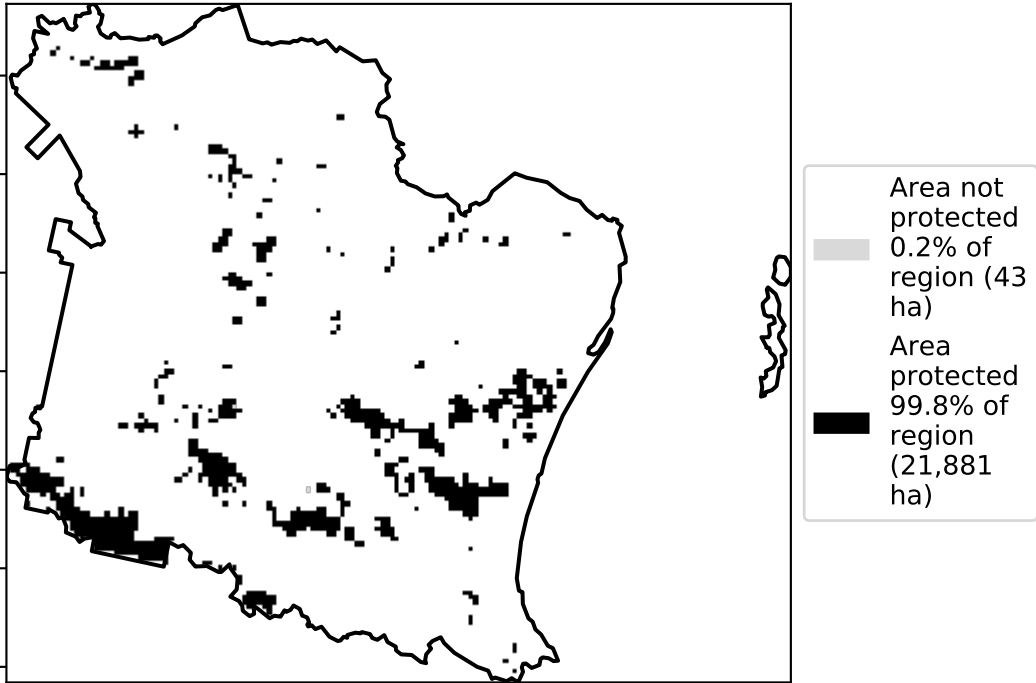 Area not
protected
0.2% of
region (43
ha)
Area
protected
99.8% of
region
(21,881
ha)